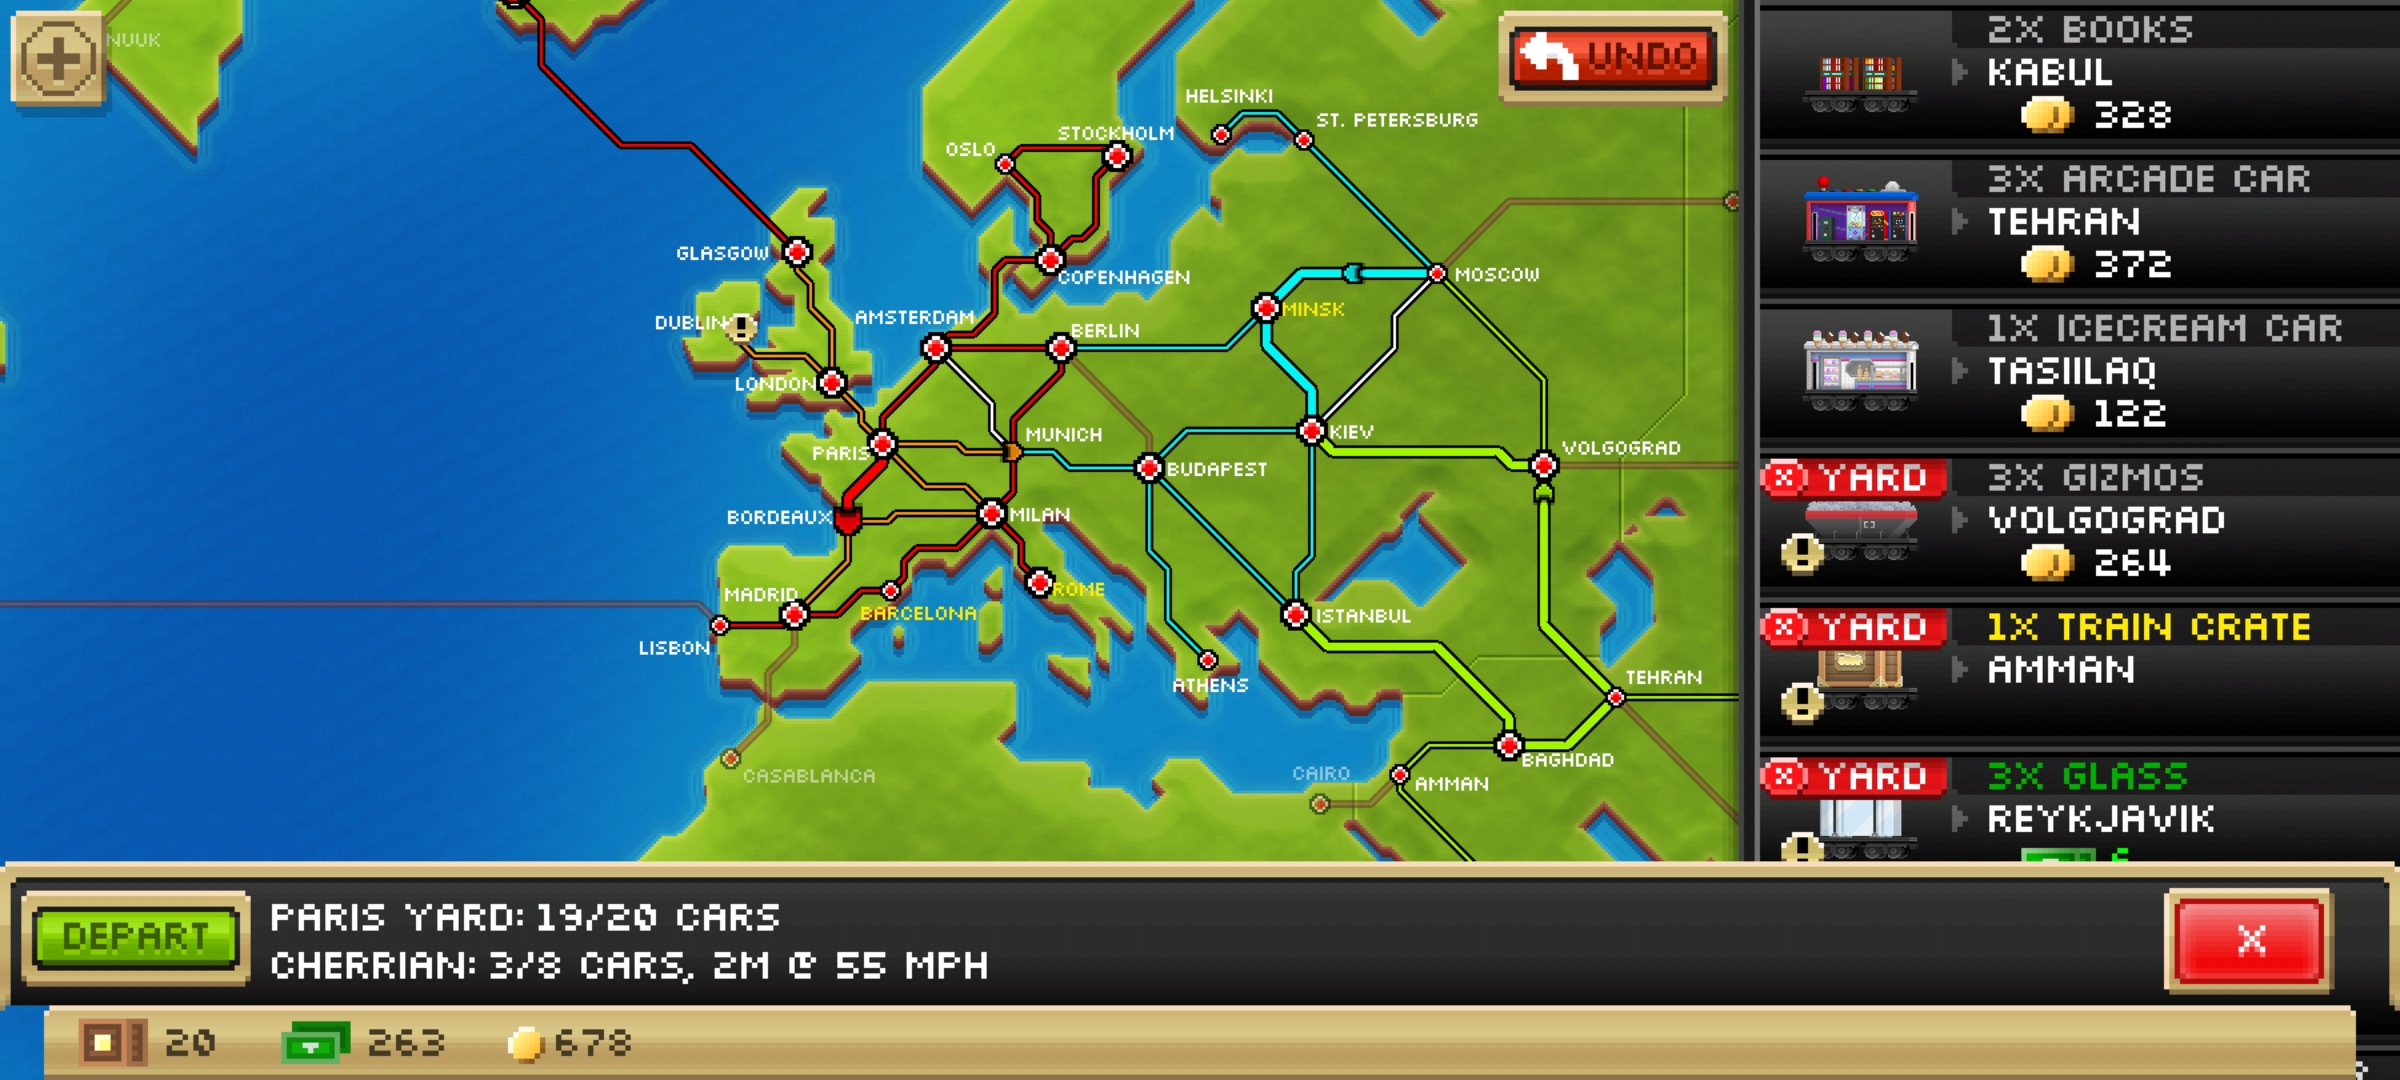 NUUK
UNDO
HELSINKI
ST. PETERSBURG
STOCKHOLM
OSLO
GLASGOW
COPENHAGEN
MOSCOW
DUBLIN
AMSTERDAM
BERLIN
MINSK
LONDON
PARIS
MUNICH
KIEV
VOLGOGRAD
BUDAPEST
BORDEAUX
MILAN
MADRID
BARCELONA
ROME
ISTANBUL
LISBON
ATHENS
TEHRAN
CASABLANCA
CAIRO
AMMAN
BAGHDAD
2X BOOKS
KABUL
328
3X ARCADE CAR
TEHRAN
372
1X ICECREAM CAR
TASIILAQ
122
X YARD
3X GIZMOS
VOLGOGRAD
264
X YARD
1X TRAIN CRATE
AMMAN
X YARD
3X GLASS
REYKJAVIK
DEPART
PARIS YARD: 19/20 CARS
CHERRIAN: 3/8 CARS, 2M @ 55 MPH
X
20
263
678